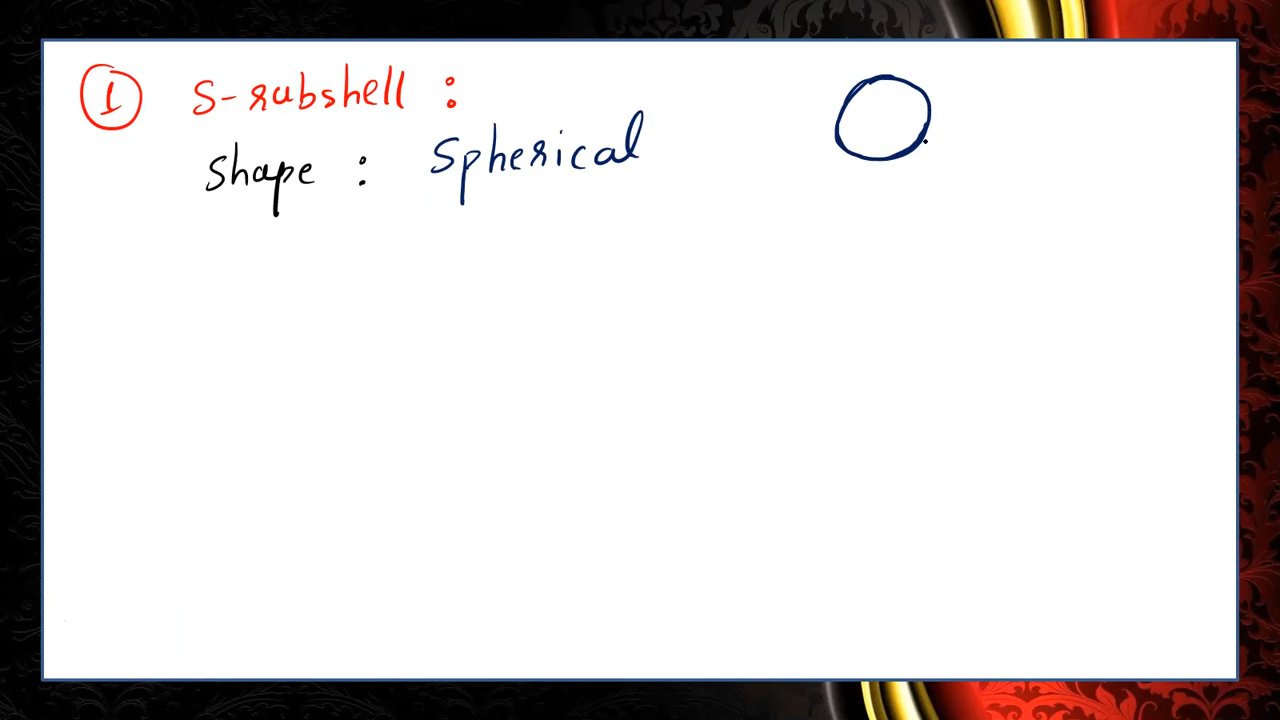 ① S-subshell :
Shape : Spherical